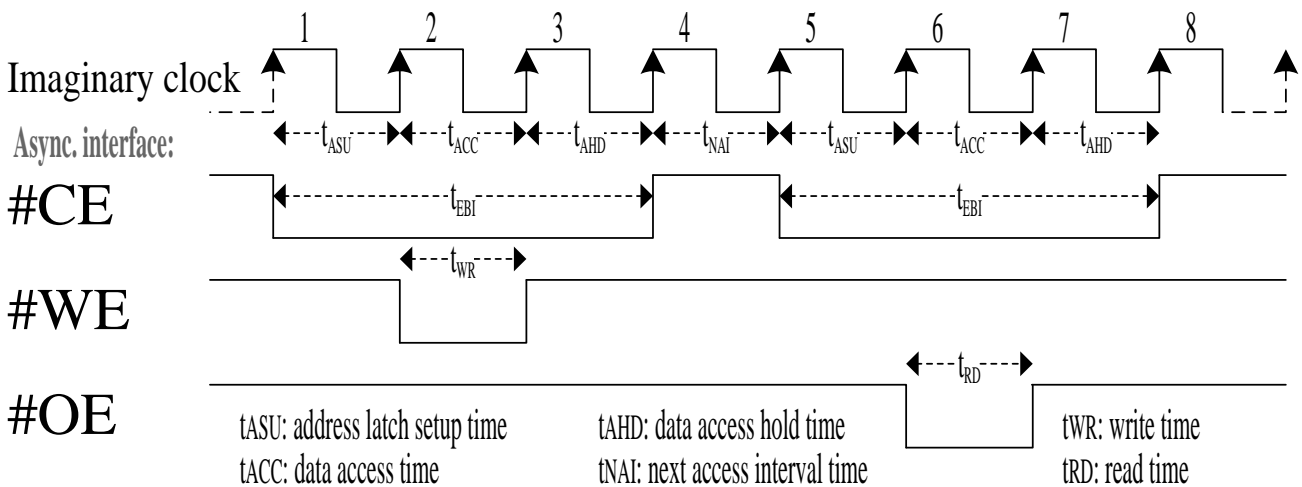 1 2 3 4 5 6 7 8
Imaginary clock
tASU tACC tAHD tNAI tASU tACC tAHD
Async. interface:
#CE
tEBI tEBI
tWR
#WE
tRD
#OE
tASU: address latch setup time tAHD: data access hold time tWR: write time
tACC: data access time tNAI: next access interval time tRD: read time